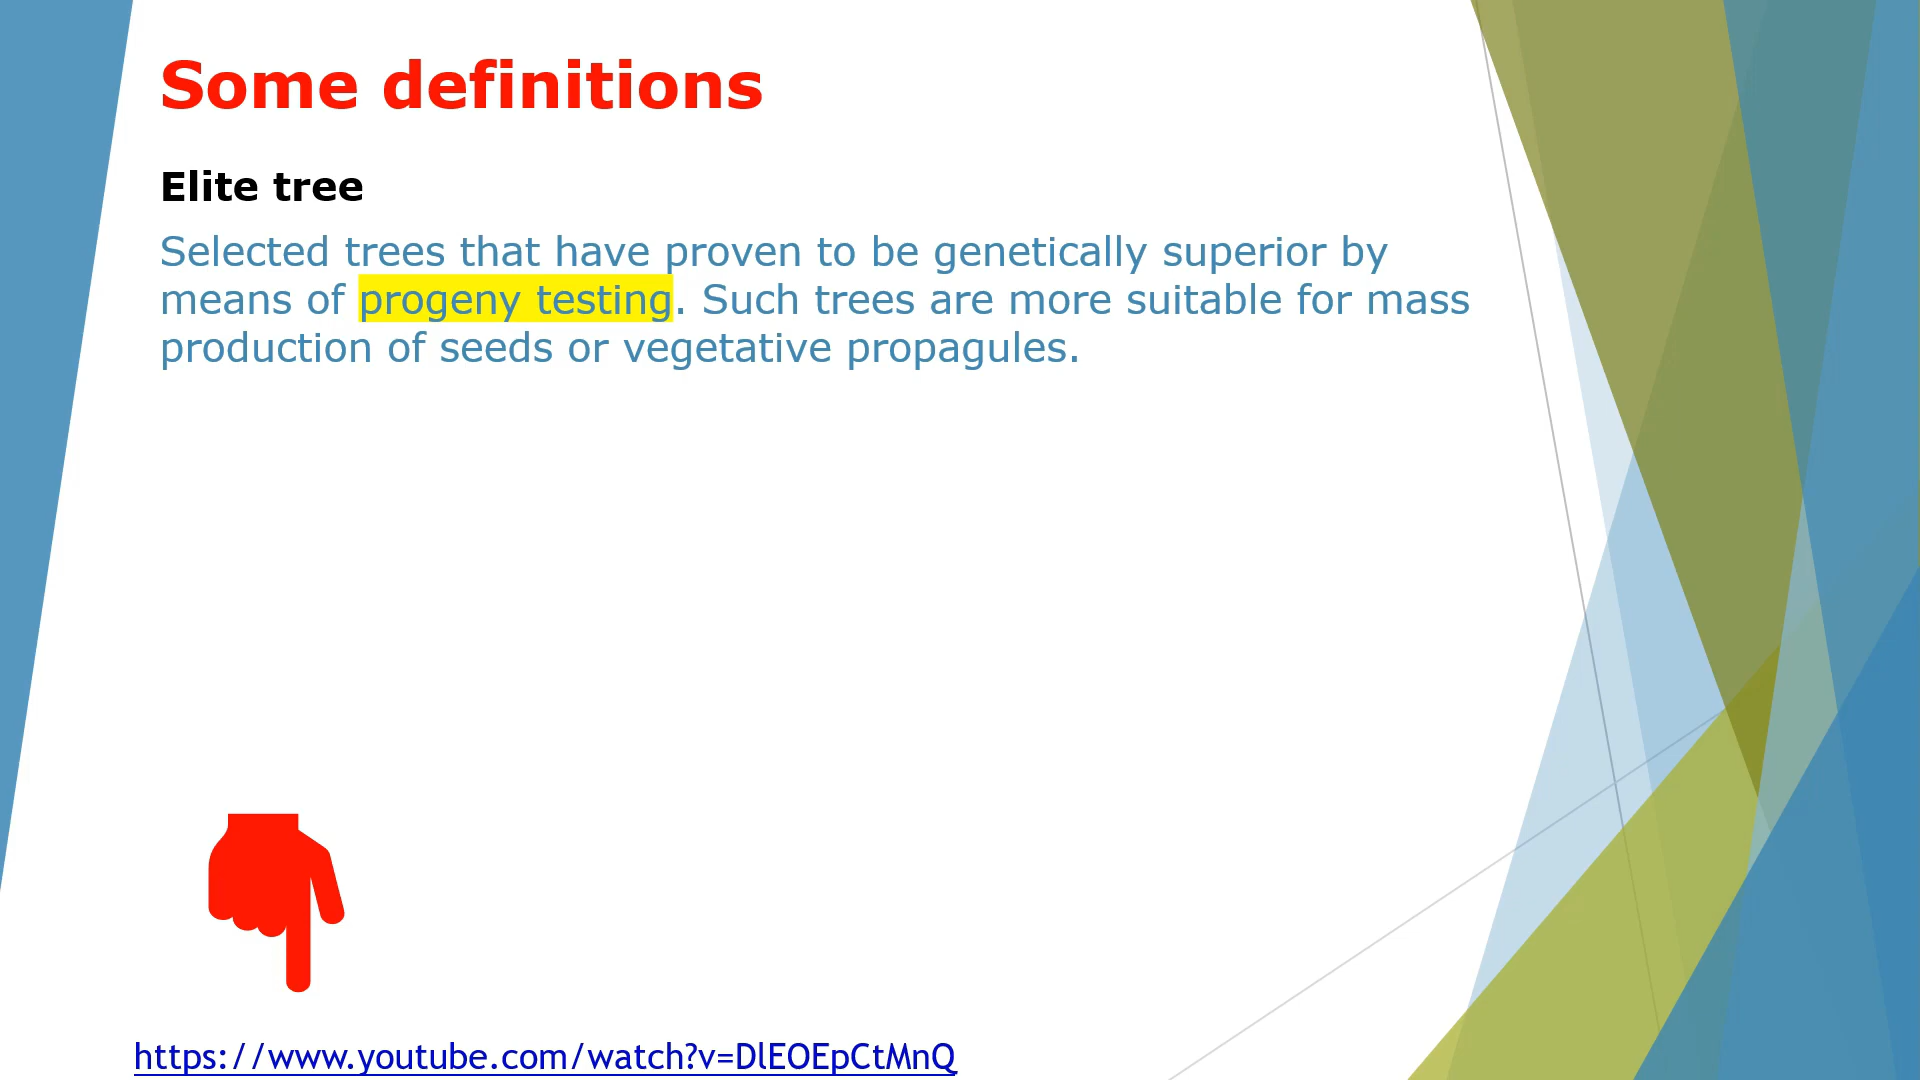 Some definitions
Elite tree
Selected trees that have proven to be genetically superior by
means of progeny testing. Such trees are more suitable for mass
production of seeds or vegetative propagules.
https://www.youtube.com/watch?v=DlEOEpCtMnQ